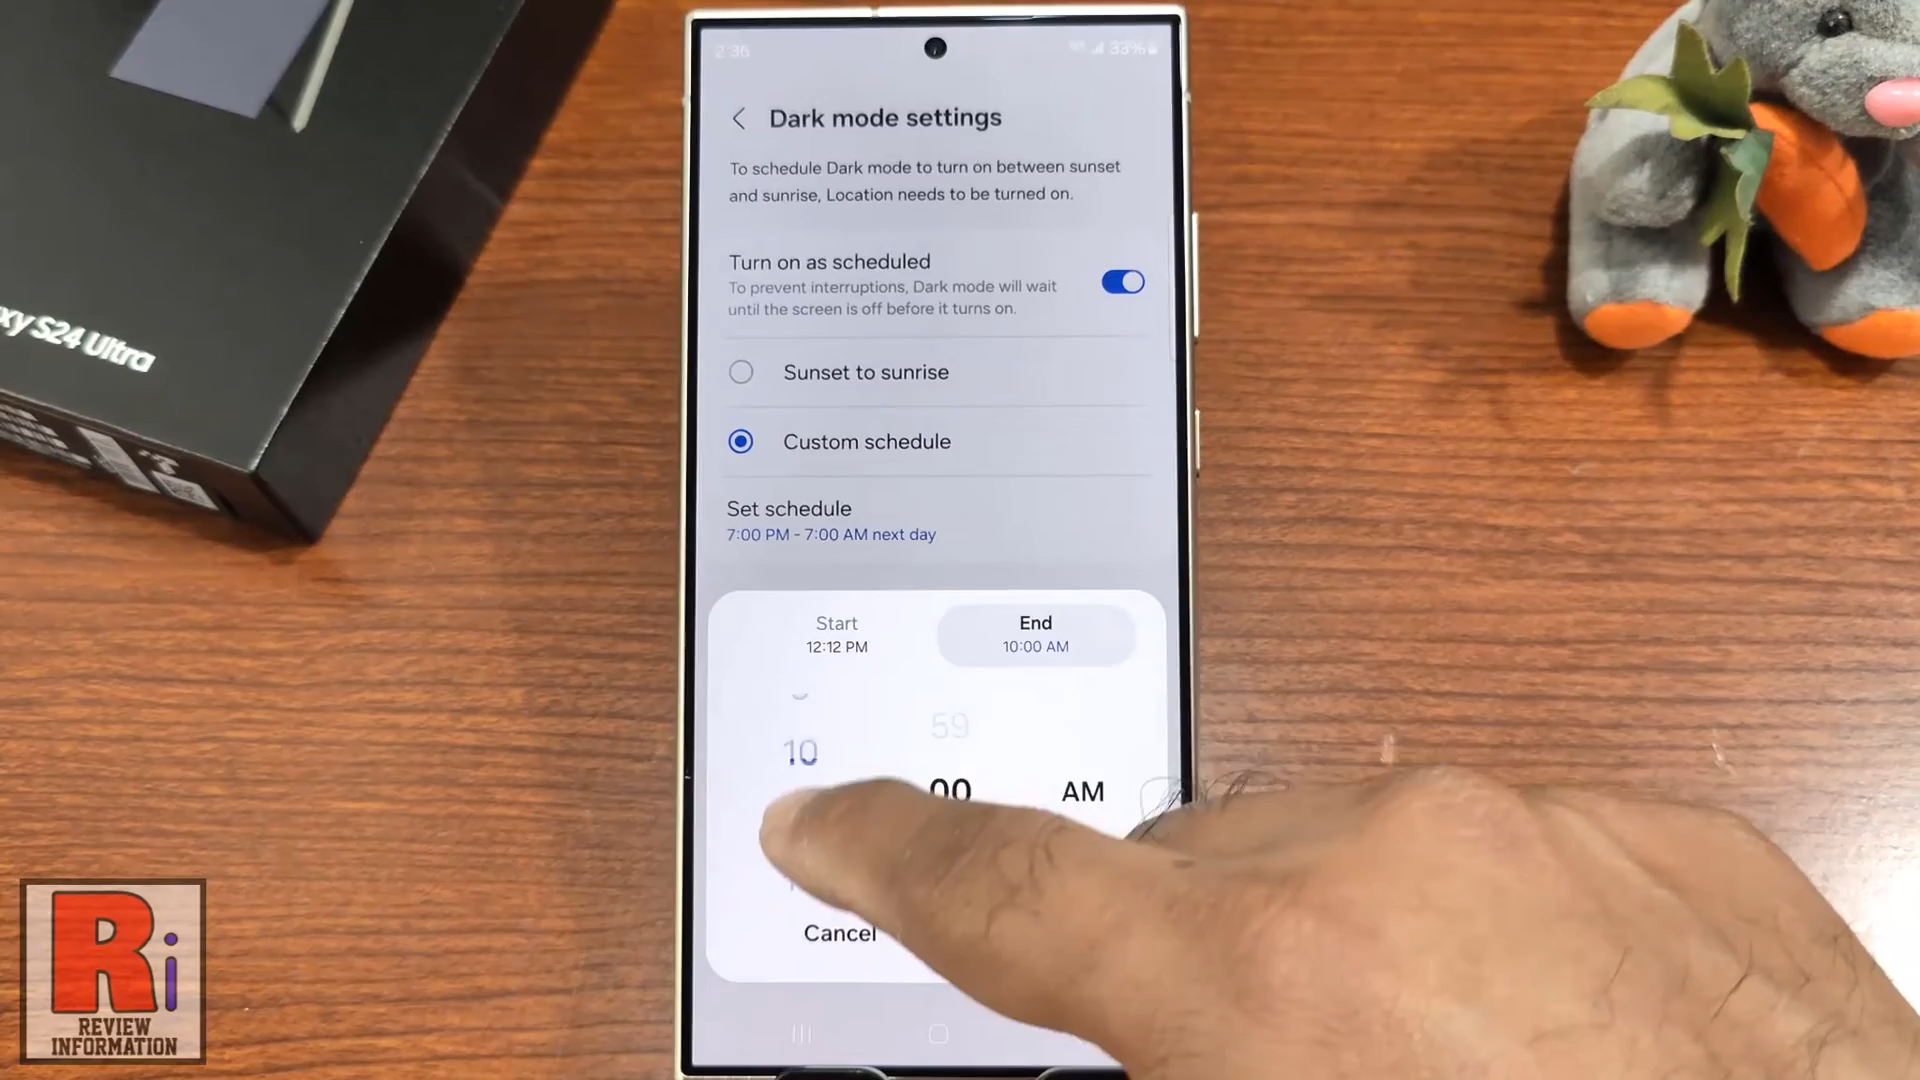 2:36
33%
Dark mode settings
To schedule Dark mode to turn on between sunset
and sunrise, Location needs to be turned on.
Turn on as scheduled
To prevent interruptions, Dark mode will wait
until the screen is off before it turns on.
Sunset to sunrise
Custom schedule
Set schedule
7:00 PM - 7:00 AM next day
Start
12:12 PM
End
10:00 AM
59
10
00
AM
Cancel
S24 Ultra
Ri
REVIEW
INFORMATION